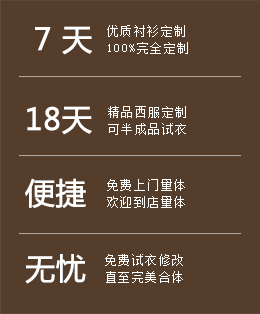 7 天
优质衬衫定制
100%完全定制
18天
精品西服定制
可半成品试衣
便捷
免费上门量体
欢迎到店量体
无忧
免费试衣修改
直至完美合体